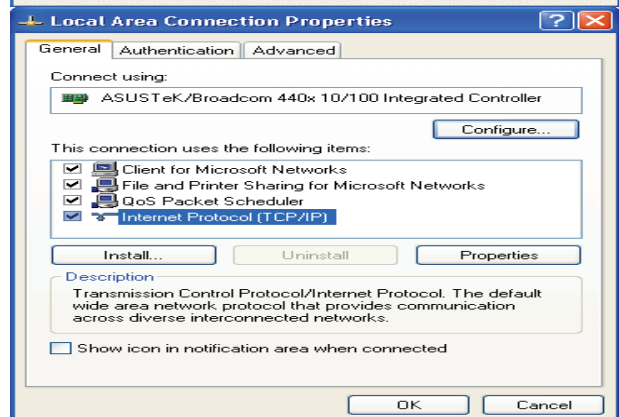 Local Area Connection Properties
General Authentication Advanced
Connect using:
ASUSTeK/Broadcom 440x 10/100 Integrated Controller
Configure...
This connection uses the following items:
Client for Microsoft Networks
File and Printer Sharing for Microsoft Networks
QoS Packet Scheduler
Internet Protocol (TCP/IP)
Install... Uninstall Properties
Description
Transmission Control Protocol/Internet Protocol. The default
wide area network protocol that provides communication
across diverse interconnected networks.
Show icon in notification area when connected
OK Cancel